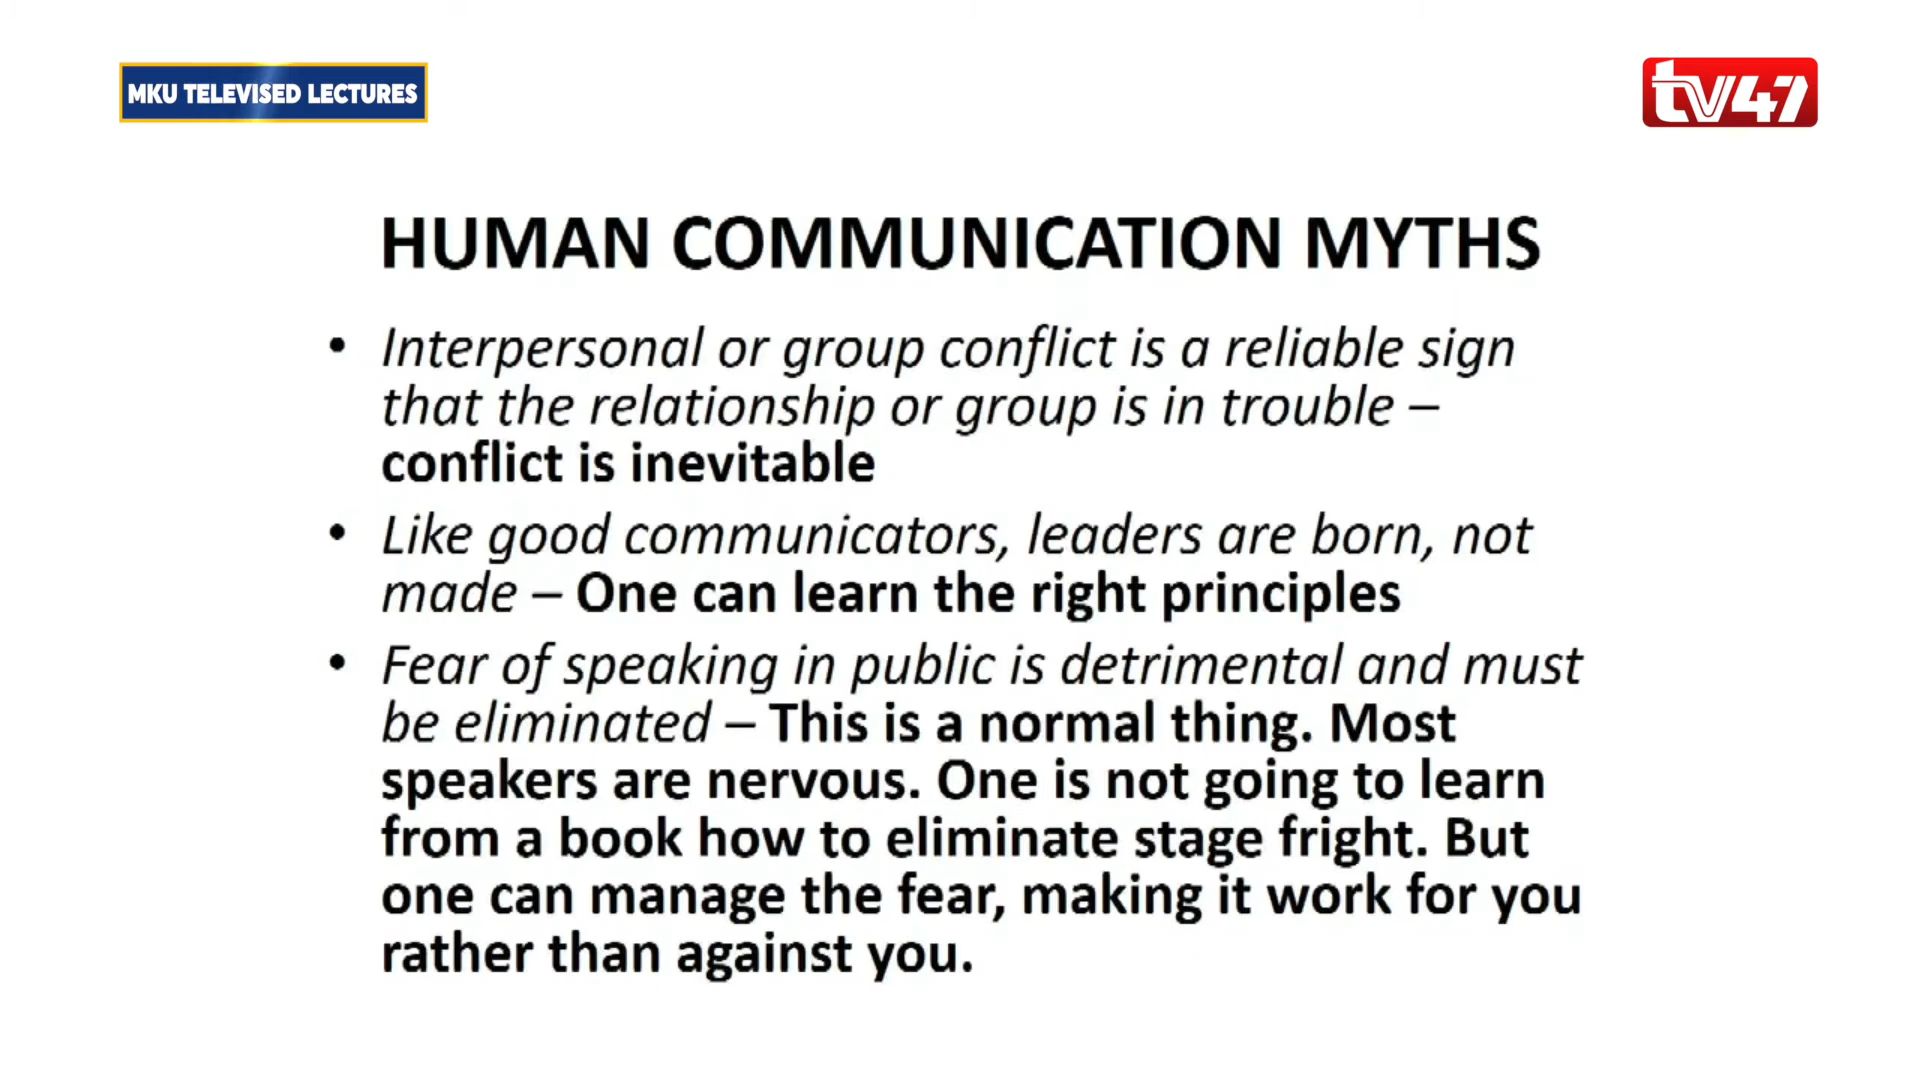 MKU TELEVISED LECTURES
tv47
HUMAN COMMUNICATION MYTHS
• Interpersonal or group conflict is a reliable sign
that the relationship or group is in trouble –
conflict is inevitable
• Like good communicators, leaders are born, not
made – One can learn the right principles
• Fear of speaking in public is detrimental and must
be eliminated – This is a normal thing. Most
speakers are nervous. One is not going to learn
from a book how to eliminate stage fright. But
one can manage the fear, making it work for you
rather than against you.